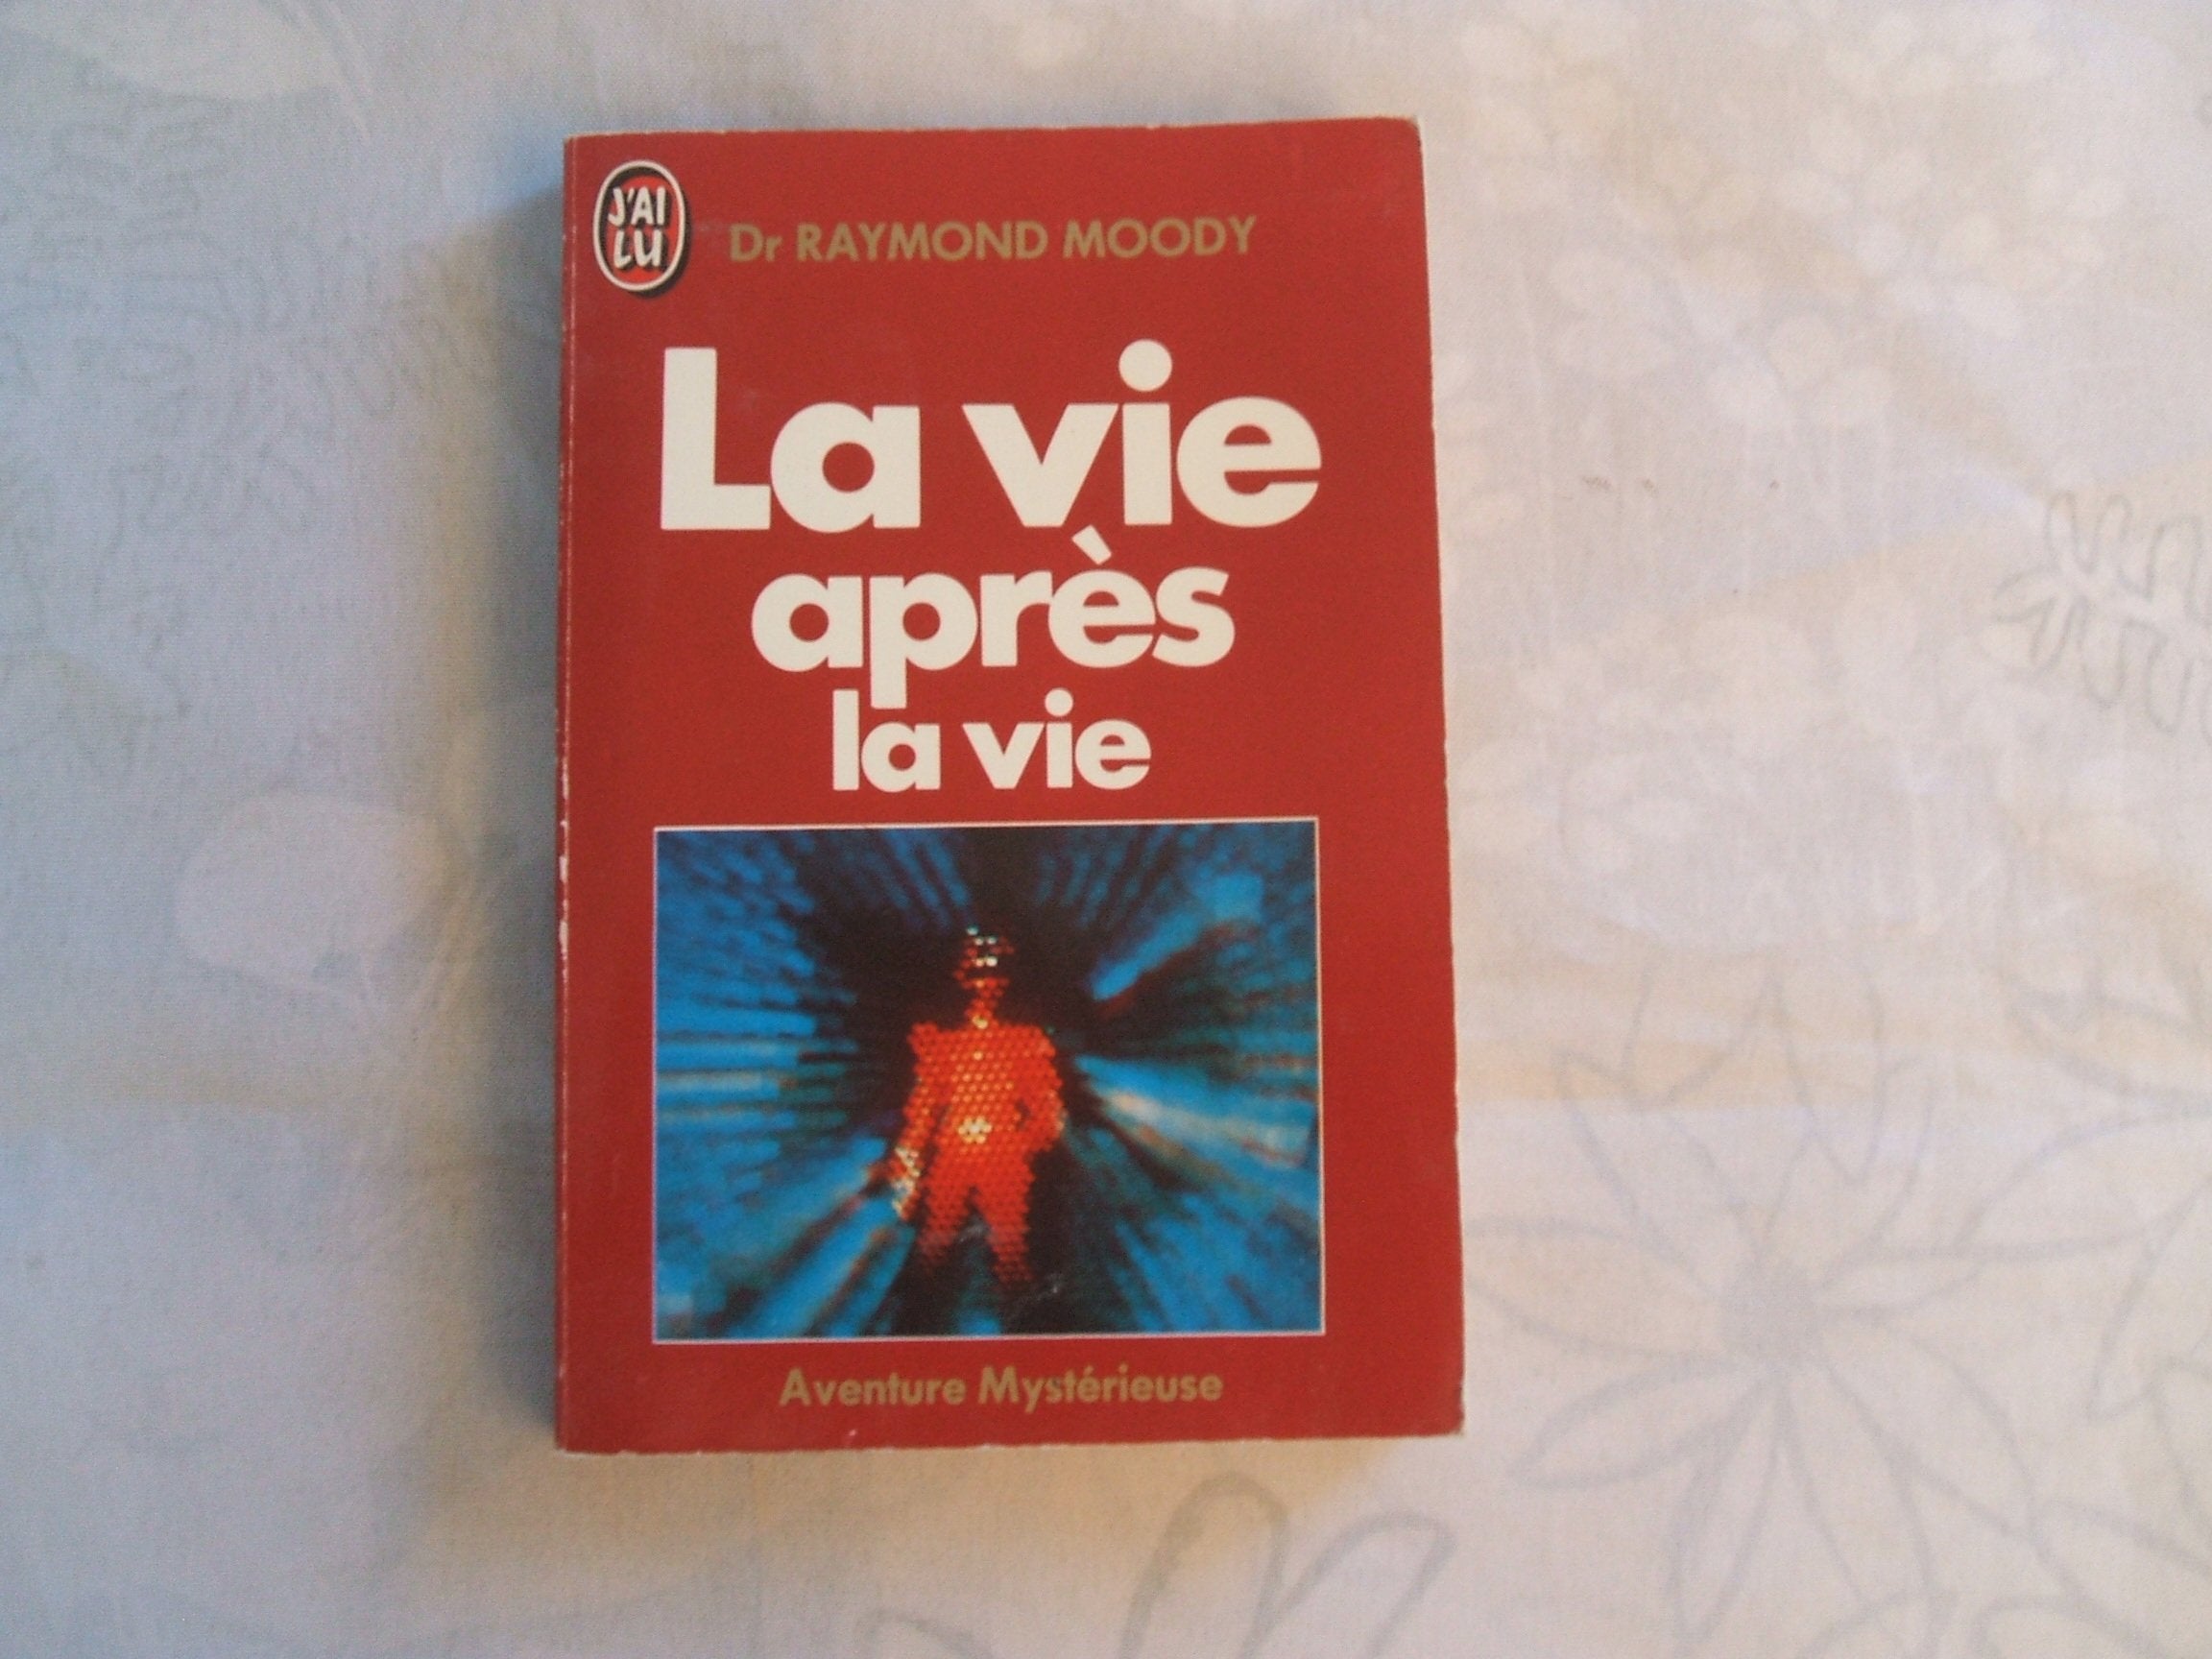 J'AI
LU
Dr RAYMOND MOODY
La vie
après
la vie
Aventure Mystérieuse